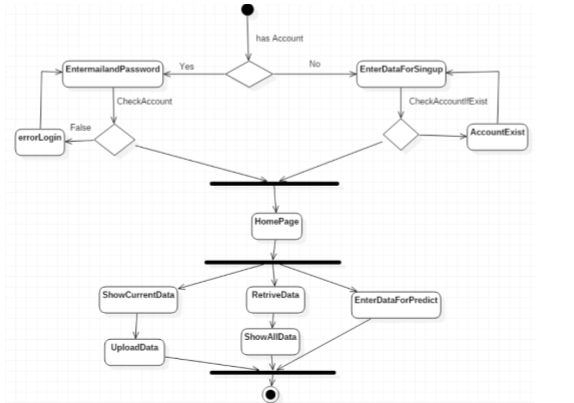 has Account
EntermailandPassword
Yes
No
EnterDataForSingup
CheckAccount
CheckAccountIfExist
errorLogin
False
AccountExist
HomePage
ShowCurrentData
RetriveData
EnterDataForPredict
UploadData
ShowAllData